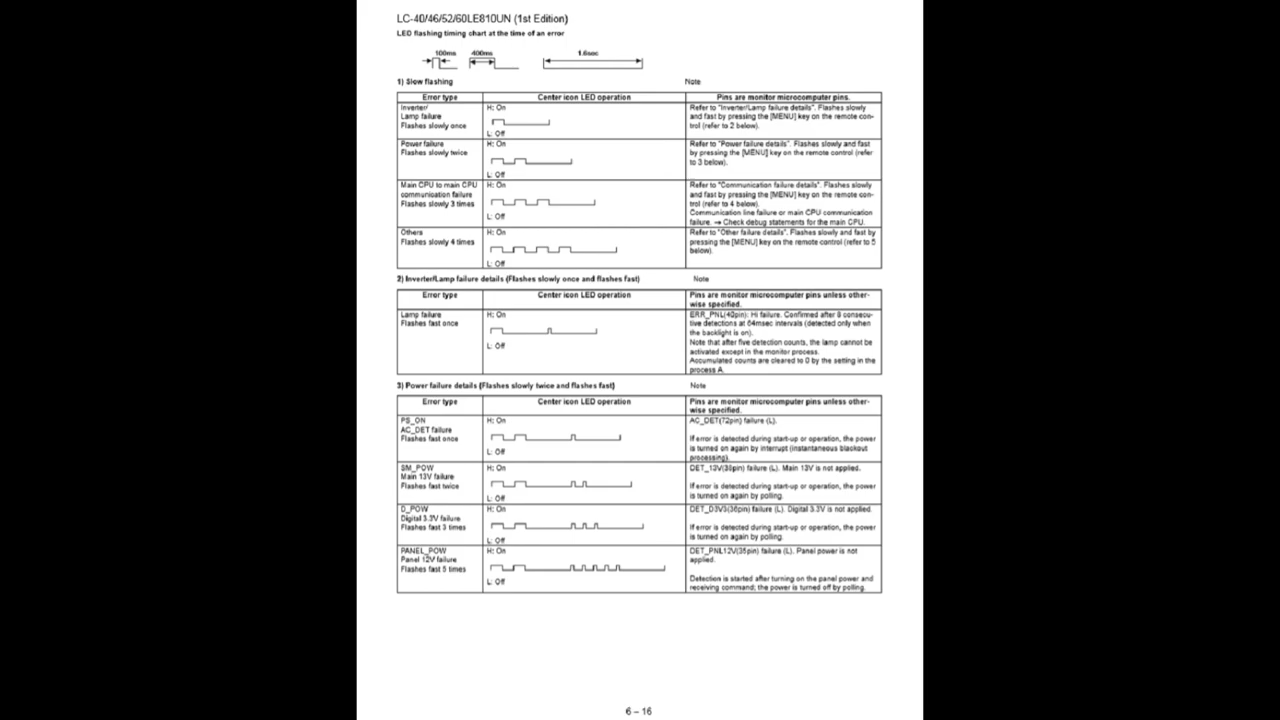 LC-40/46/52/60LE810UN (1st Edition)
LED flashing timing chart at the time of an error
100ms 400ms 1.6sec
1) Slow flashing Note
Error type Center icon LED operation Pins are monitor microcomputer pins.
Inverter/ H: On Refer to "Inverter/Lamp failure details". Flashes slowly
Lamp failure and fast by pressing the [MENU] key on the remote con-
Flashes slowly once trol (refer to 2 below).
L: Off
Power failure H: On Refer to "Power failure details". Flashes slowly and fast
Flashes slowly twice by pressing the [MENU] key on the remote control (refer
to 3 below).
L: Off
Main CPU to main CPU H: On Refer to "Communication failure details". Flashes slowly
communication failure and fast by pressing the [MENU] key on the remote con-
Flashes slowly 3 times trol (refer to 4 below).
L: Off Communication line failure or main CPU communication
failure. → Check debug statements for the main CPU.
Others H: On Refer to "Other failure details". Flashes slowly and fast by
Flashes slowly 4 times pressing the [MENU] key on the remote control (refer to 5
below).
L: Off
2) Inverter/Lamp failure details (Flashes slowly once and flashes fast) Note
Error type Center icon LED operation Pins are monitor microcomputer pins unless other-
wise specified.
Lamp failure H: On ERR_PNL(40pin): Hi failure. Confirmed after 8 consecu-
Flashes fast once tive detections at 64msec intervals (detected only when
the backlight is on).
L: Off Note that after five detection counts, the lamp cannot be
activated except in the monitor process.
Accumulated counts are cleared to 0 by the setting in the
process A.
3) Power failure details (Flashes slowly twice and flashes fast) Note
Error type Center icon LED operation Pins are monitor microcomputer pins unless other-
wise specified.
PS_ON H: On AC_DET(72pin) failure (L).
AC_DET failure
Flashes fast once If error is detected during start-up or operation, the power
L: Off is turned on again by interrupt (instantaneous blackout
processing).
SM_POW H: On DET_13V(38pin) failure (L). Main 13V is not applied.
Main 13V failure
Flashes fast twice If error is detected during start-up or operation, the power
L: Off is turned on again by polling.
D_POW H: On DET_D3V3(36pin) failure (L). Digital 3.3V is not applied.
Digital 3.3V failure
Flashes fast 3 times If error is detected during start-up or operation, the power
L: Off is turned on again by polling.
PANEL_POW H: On DET_PNL12V(35pin) failure (L). Panel power is not
Panel 12V failure applied.
Flashes fast 5 times
L: Off Detection is started after turning on the panel power and
receiving command; the power is turned off by polling.
6 – 16